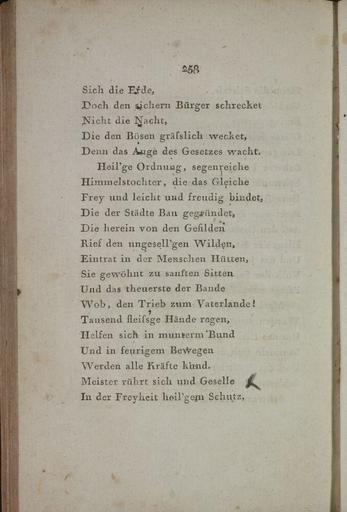 258
Sich die Erde,
Doch den sichern Bürger schrecket
Nicht die Nacht,
Die den Bösen gräſslich wecket,
Denn das Auge des Gesetzes wacht.
Heil'ge Ordnung, segenreiche
Himmelstochter, die das Gleiche
Frey und leicht und freudig bindet,
Die der Städte Bau gegründet,
Die herein von den Gefilden
Rief den ungesell'gen Wilden,
Eintrat in der Menschen Hütten,
Sie gewöhnt zu sanften Sitten
Und das theuerste der Bande
Wob, den Trieb zum Vaterlande!
Tausend fleiſsge Hände regen,
Helfen sich in munterm Bund
Und in feurigem Bewegen
Werden alle Kräfte kund.
Meister rührt sich und Geselle
In der Freyheit heil'gem Schutz,